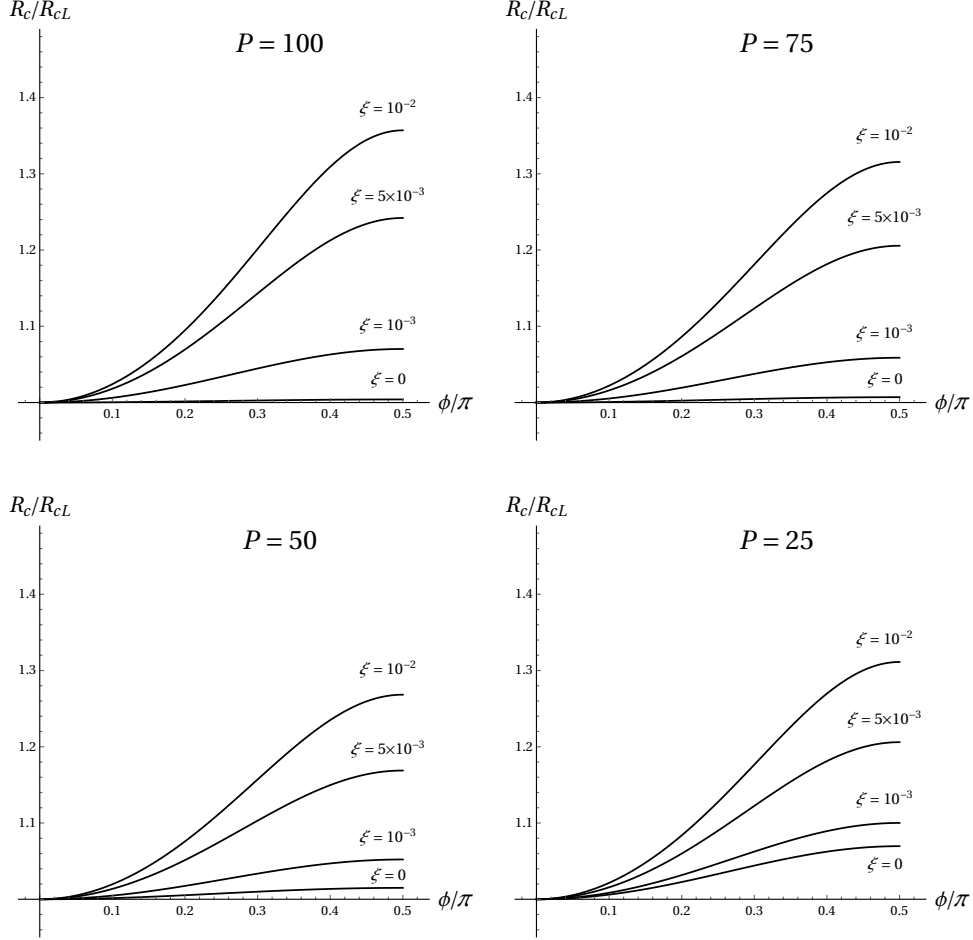 R_c/R_{cL}
P = 100
1.4
1.3
1.2
1.1
ξ = 10^{-2}
ξ = 5×10^{-3}
ξ = 10^{-3}
ξ = 0
0.1 0.2 0.3 0.4 0.5
ϕ/π
R_c/R_{cL}
P = 75
1.4
1.3
1.2
1.1
ξ = 10^{-2}
ξ = 5×10^{-3}
ξ = 10^{-3}
ξ = 0
0.1 0.2 0.3 0.4 0.5
ϕ/π
R_c/R_{cL}
P = 50
1.4
1.3
1.2
1.1
ξ = 10^{-2}
ξ = 5×10^{-3}
ξ = 10^{-3}
ξ = 0
0.1 0.2 0.3 0.4 0.5
ϕ/π
R_c/R_{cL}
P = 25
1.4
1.3
1.2
1.1
ξ = 10^{-2}
ξ = 5×10^{-3}
ξ = 10^{-3}
ξ = 0
0.1 0.2 0.3 0.4 0.5
ϕ/π